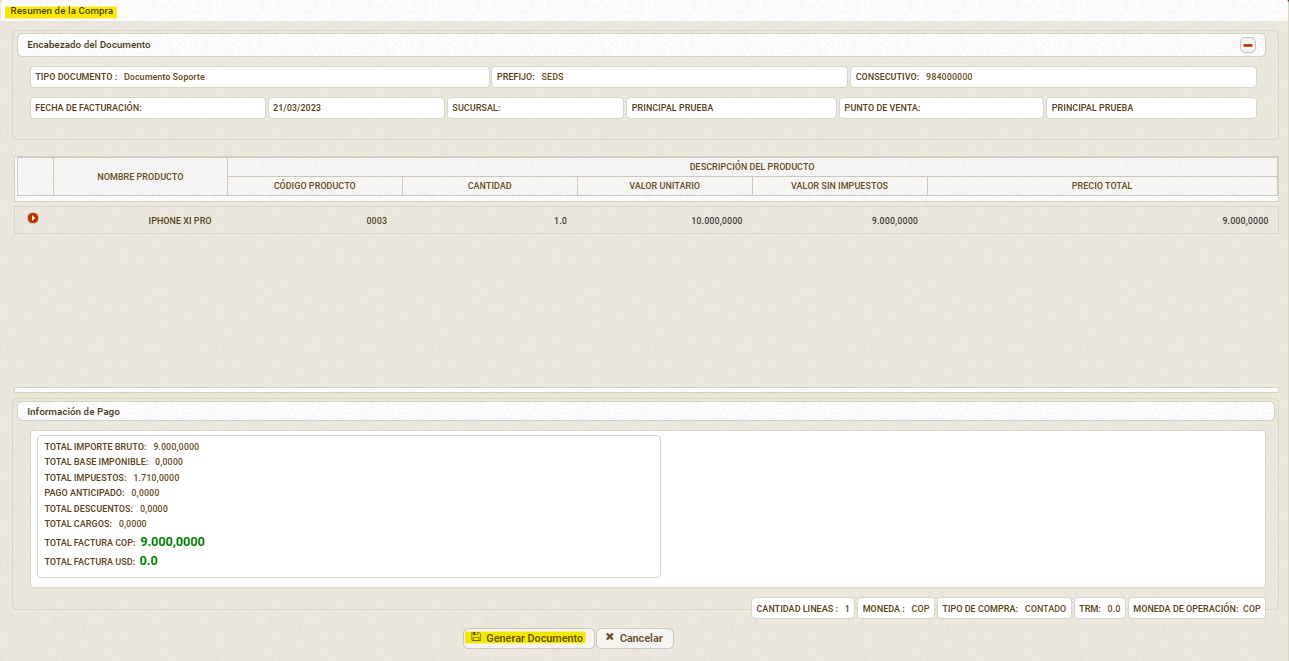 Resumen de la Compra
Encabezado del Documento
TIPO DOCUMENTO : Documento Soporte PREFIJO: SEDS CONSECUTIVO: 984000000
FECHA DE FACTURACIÓN: 21/03/2023 SUCURSAL: PRINCIPAL PRUEBA PUNTO DE VENTA: PRINCIPAL PRUEBA
DESCRIPCIÓN DEL PRODUCTO
NOMBRE PRODUCTO
CÓDIGO PRODUCTO CANTIDAD VALOR UNITARIO VALOR SIN IMPUESTOS PRECIO TOTAL
IPHONE XI PRO 0003 1.0 10.000,0000 9.000,0000 9.000,0000
Información de Pago
TOTAL IMPORTE BRUTO: 9.000,0000
TOTAL BASE IMPONIBLE: 0,0000
TOTAL IMPUESTOS: 1.710,0000
PAGO ANTICIPADO: 0,0000
TOTAL DESCUENTOS: 0,0000
TOTAL CARGOS: 0,0000
TOTAL FACTURA COP: 9.000,0000
TOTAL FACTURA USD: 0.0
CANTIDAD LINEAS : 1 MONEDA : COP TIPO DE COMPRA: CONTADO TRM: 0.0 MONEDA DE OPERACIÓN: COP
Generar Documento Cancelar